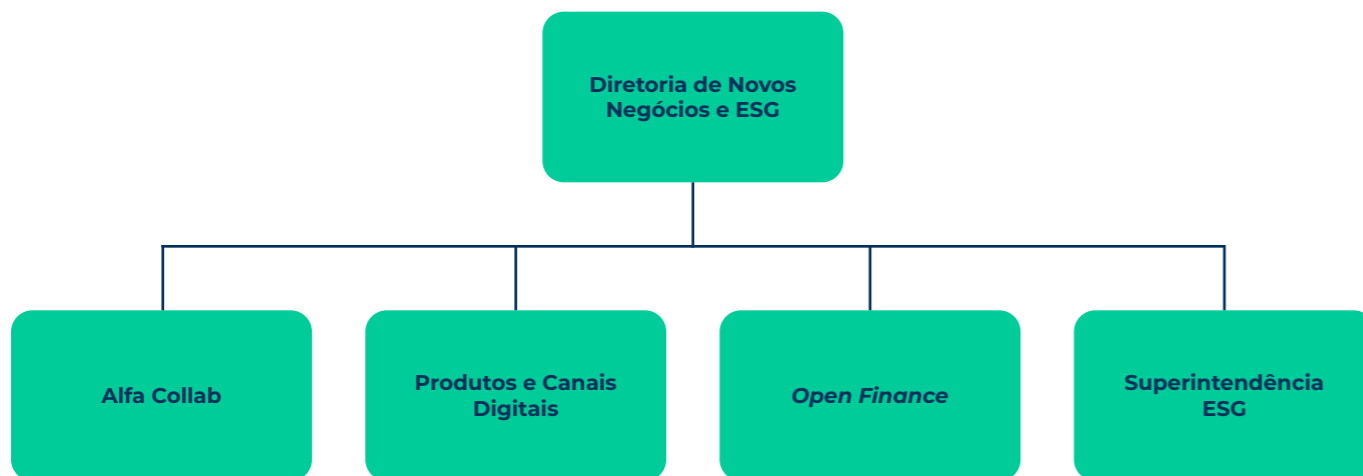 Diretoria de Novos
Negócios e ESG
Alfa Collab
Produtos e Canais
Digitais
Open Finance
Superintendência
ESG